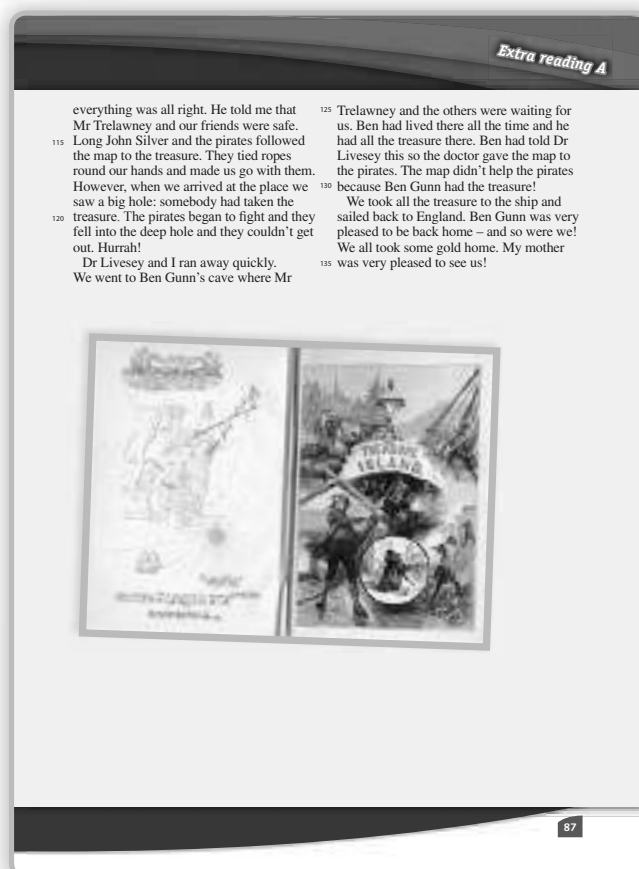 Extra reading A
everything was all right. He told me that
Mr Trelawney and our friends were safe.
115 Long John Silver and the pirates followed
the map to the treasure. They tied ropes
round our hands and made us go with them.
However, when we arrived at the place we
saw a big hole: somebody had taken the
120 treasure. The pirates began to fight and they
fell into the deep hole and they couldn’t get
out. Hurrah!
Dr Livesey and I ran away quickly.
We went to Ben Gunn’s cave where Mr
125 Trelawney and the others were waiting for
us. Ben had lived there all the time and he
had all the treasure there. Ben had told Dr
Livesey this so the doctor gave the map to
the pirates. The map didn’t help the pirates
130 because Ben Gunn had the treasure!
We took all the treasure to the ship and
sailed back to England. Ben Gunn was very
pleased to be back home – and so were we!
We all took some gold home. My mother
135 was very pleased to see us!
TREASURE
ISLAND
87